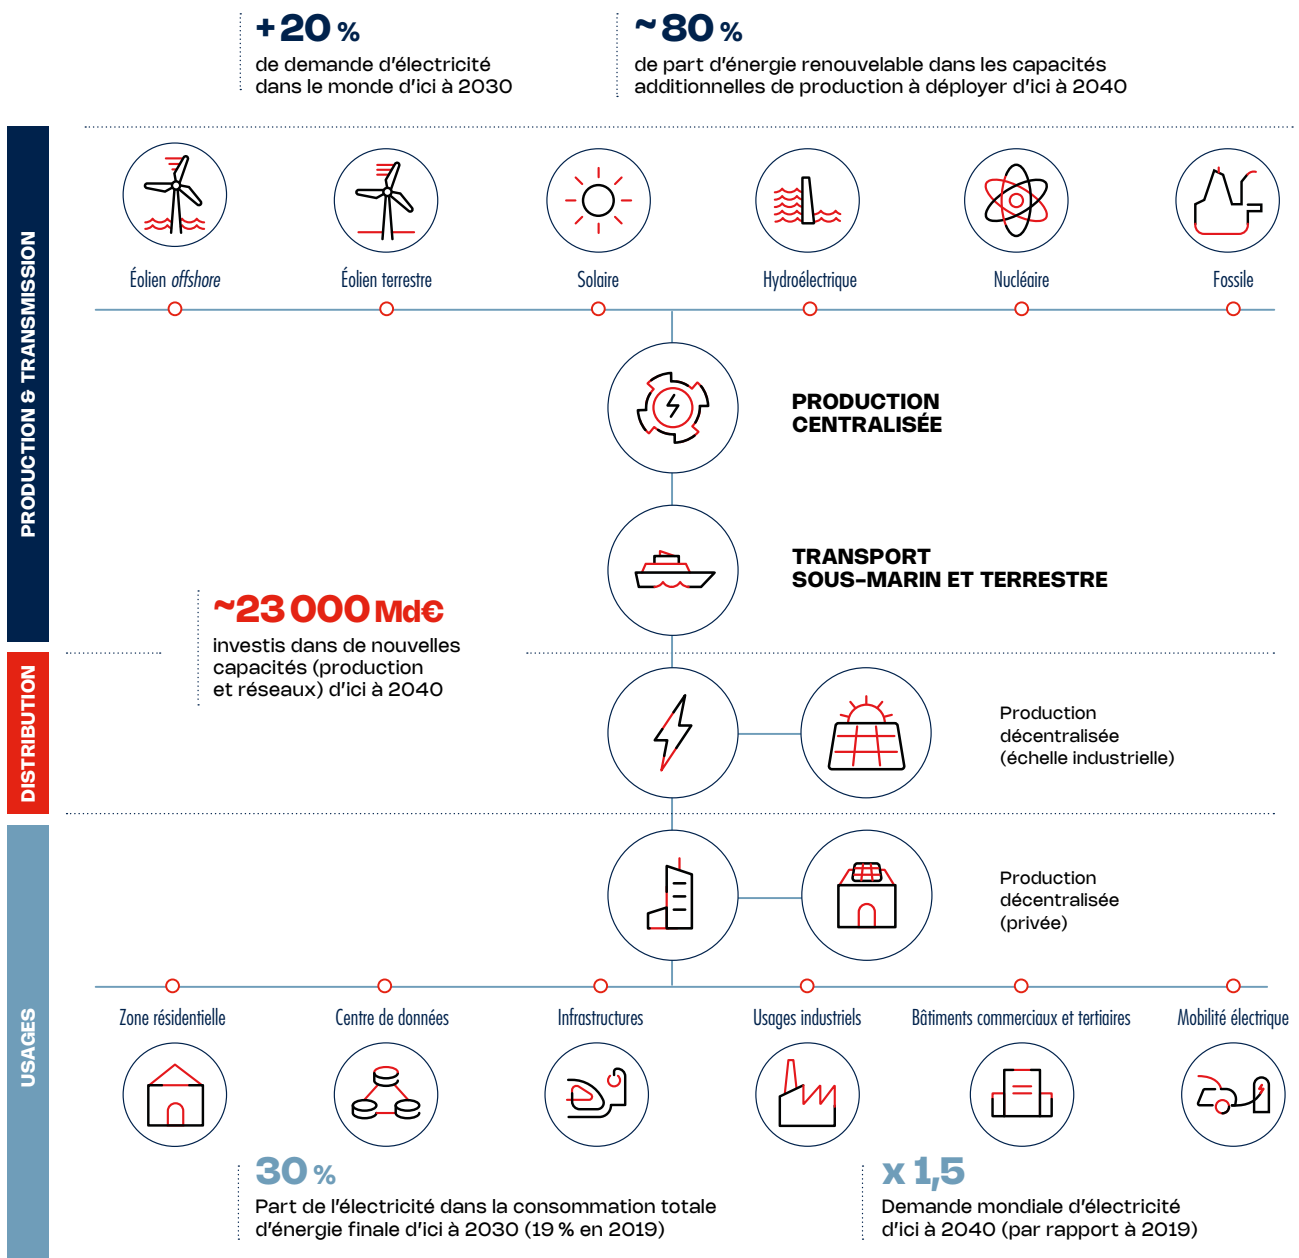 +20 %
de demande d'électricité
dans le monde d'ici à 2030
~80 %
de part d'énergie renouvelable dans les capacités
additionnelles de production à déployer d'ici à 2040
PRODUCTION & TRANSMISSION
Éolien offshore
Éolien terrestre
Solaire
Hydroélectrique
Nucléaire
Fossile
PRODUCTION
CENTRALISÉE
TRANSPORT
SOUS-MARIN ET TERRESTRE
~23 000 Md€
investis dans de nouvelles
capacités (production
et réseaux) d'ici à 2040
DISTRIBUTION
Production
décentralisée
(échelle industrielle)
USAGES
Production
décentralisée
(privée)
Zone résidentielle
Centre de données
Infrastructures
Usages industriels
Bâtiments commerciaux et tertiaires
Mobilité électrique
30 %
Part de l'électricité dans la consommation totale
d'énergie finale d'ici à 2030 (19 % en 2019)
x 1,5
Demande mondiale d'électricité
d'ici à 2040 (par rapport à 2019)